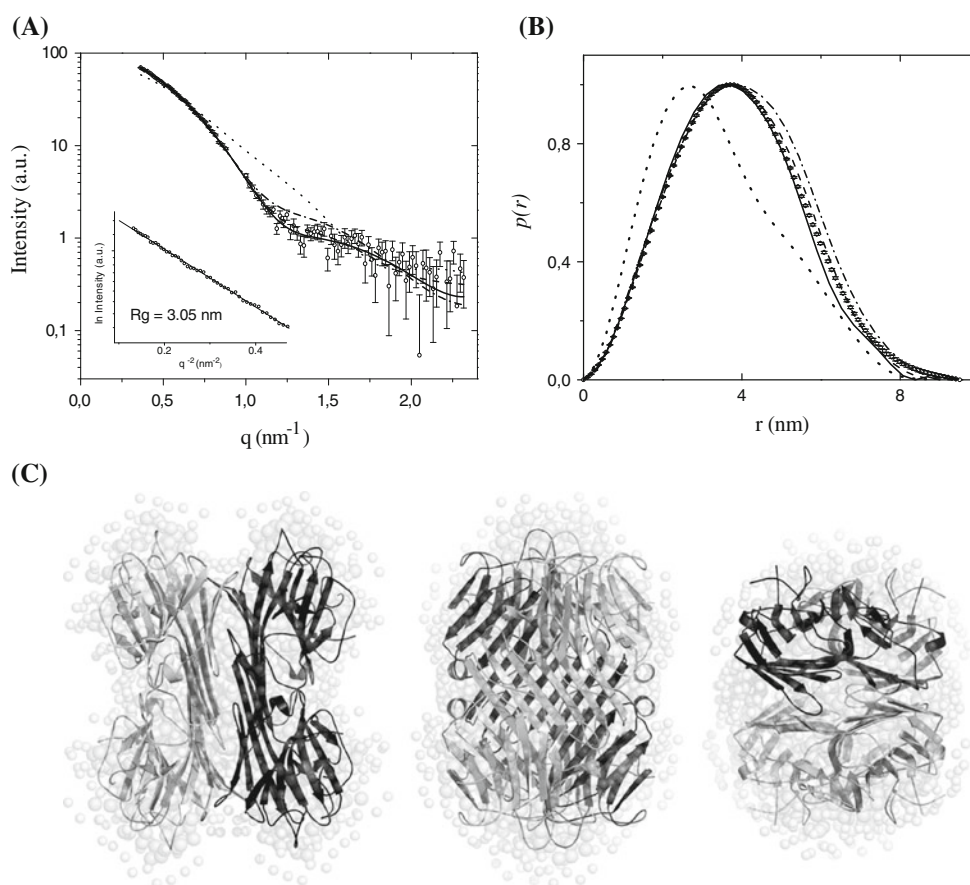 (A)
100
10
1
0,1
Intensity (a.u.)
ln Intensity (a.u.)
Rg = 3.05 nm
0.2
0.4
q⁻² (nm⁻²)
0,0
0,5
1,0
1,5
2,0
q (nm⁻¹)
(B)
0,8
0,4
0,0
p(r)
0
4
8
r (nm)
(C)